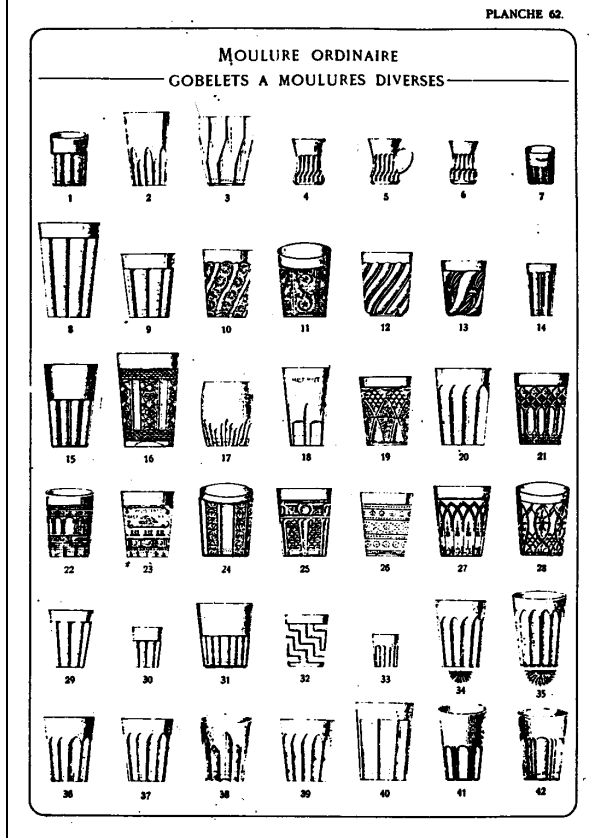 PLANCHE 62.
MOULURE ORDINAIRE
GOBELETS A MOULURES DIVERSES
1 2 3 4 5 6 7
8 9 10 11 12 13 14
15 16 17 18 19 20 21
22 23 24 25 26 27 28
29 30 31 32 33 34 35
36 37 38 39 40 41 42